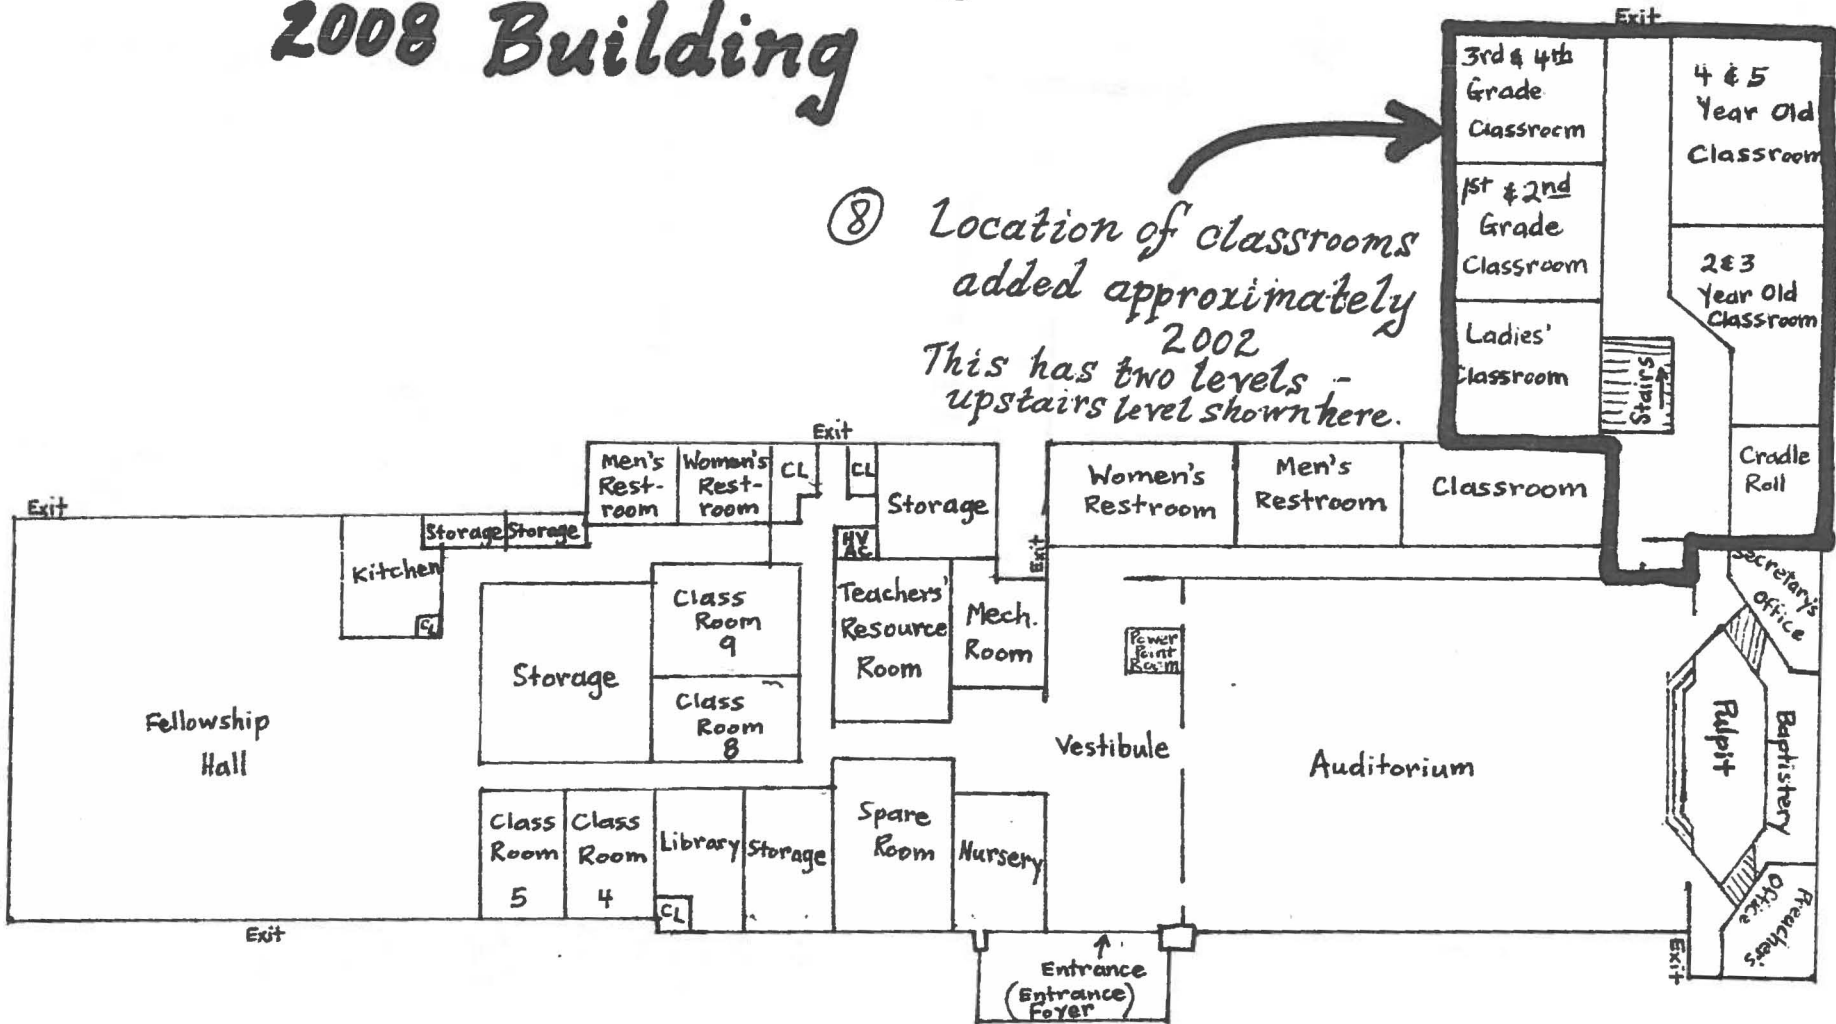 2008 Building
Exit
3rd & 4th
Grade
Classroom
4 & 5
Year Old
Classroom
1st & 2nd
Grade
Classroom
2 & 3
Year Old
Classroom
Ladies'
Classroom
Stairs
Cradle
Roll
⑧ Location of classrooms
added approximately
2002
This has two levels -
upstairs level shown here.
Exit
Men's
Rest-
room
Women's
Rest-
room
CL
CL
Storage
Women's
Restroom
Men's
Restroom
Classroom
Exit
Storage
Storage
Kitchen
CL
HV
AC
Exit
Secretary's
Office
Storage
Class
Room
9
Class
Room
8
Teachers'
Resource
Room
Mech.
Room
Power
Point
Room
Fellowship
Hall
Vestibule
Auditorium
Pulpit
Baptistery
Class
Room
5
Class
Room
4
Library
CL
Storage
Spare
Room
Nursery
Preacher's
Office
Exit
Exit
Entrance
(Entrance)
Foyer